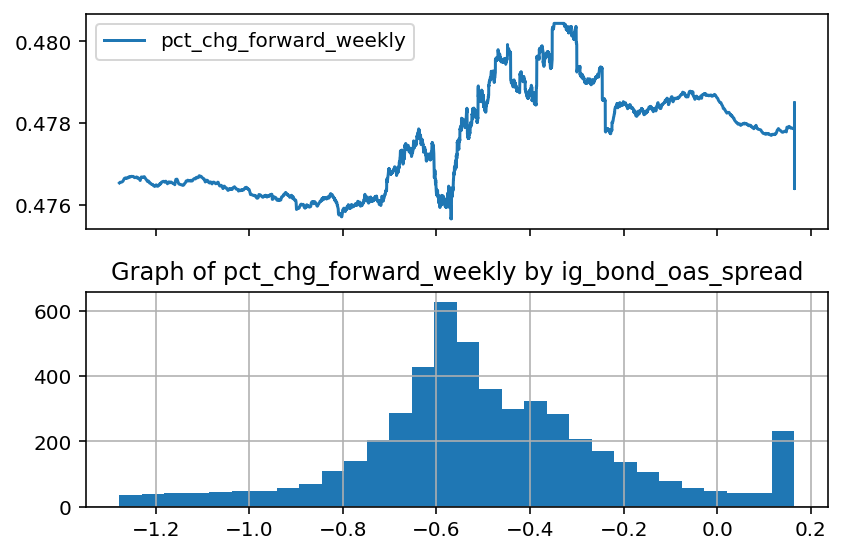 pct_chg_forward_weekly
0.480
0.478
0.476
Graph of pct_chg_forward_weekly by ig_bond_oas_spread
600
400
200
0
−1.2 −1.0 −0.8 −0.6 −0.4 −0.2 0.0 0.2